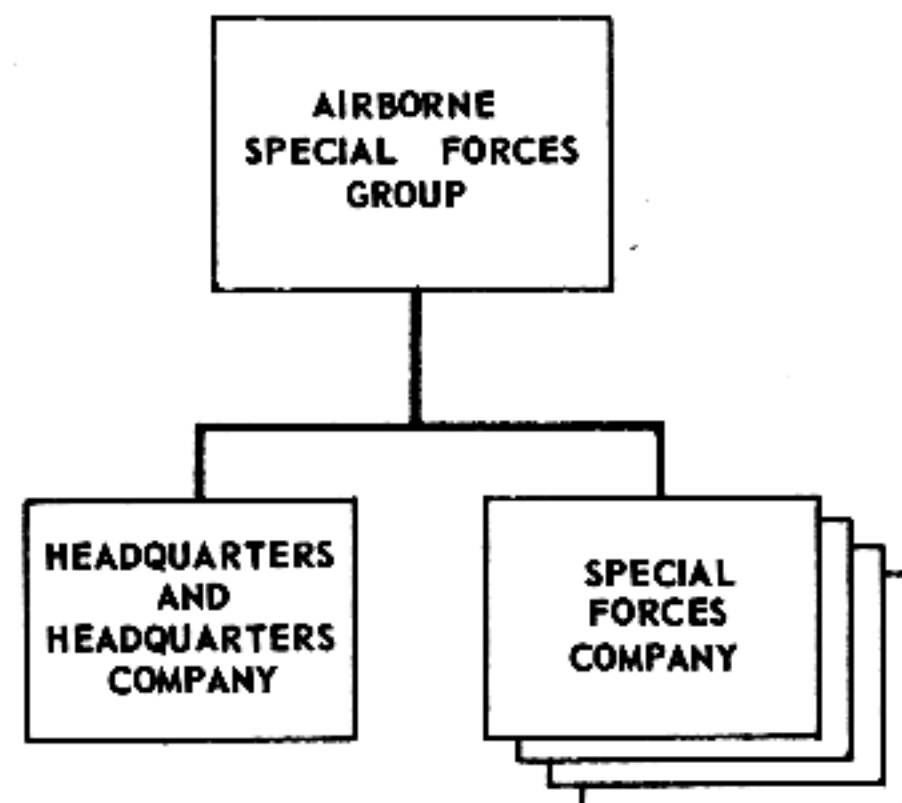 AIRBORNE
SPECIAL FORCES
GROUP
HEADQUARTERS
AND
HEADQUARTERS
COMPANY
SPECIAL
FORCES
COMPANY